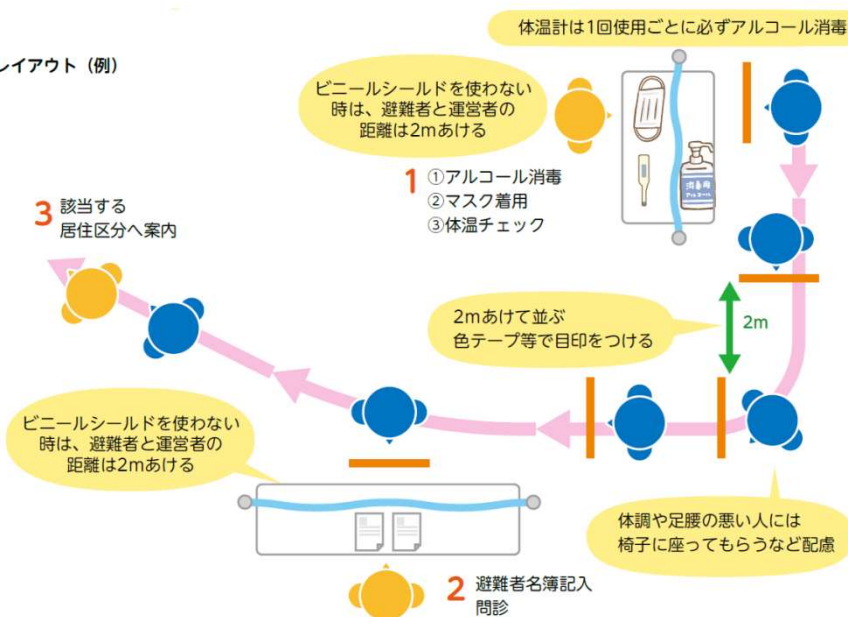 体温計は1回使用ごとに必ずアルコール消毒
レイアウト（例）
ビニールシールドを使わない
時は、避難者と運営者の
距離は2mあける
消毒用
アルコール
1 ①アルコール消毒
②マスク着用
③体温チェック
3 該当する
居住区分へ案内
2mあけて並ぶ
色テープ等で目印をつける
2m
ビニールシールドを使わない
時は、避難者と運営者の
距離は2mあける
体調や足腰の悪い人には
椅子に座ってもらうなど配慮
2 避難者名簿記入
問診